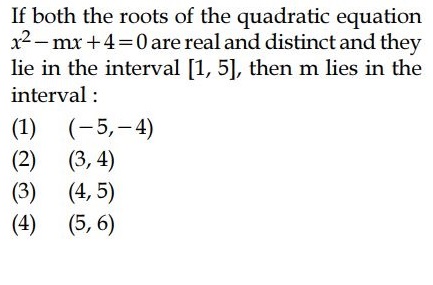 If both the roots of the quadratic equation
x² – mx + 4 = 0 are real and distinct and they
lie in the interval [1, 5], then m lies in the
interval :
(1) (–5, –4)
(2) (3, 4)
(3) (4, 5)
(4) (5, 6)